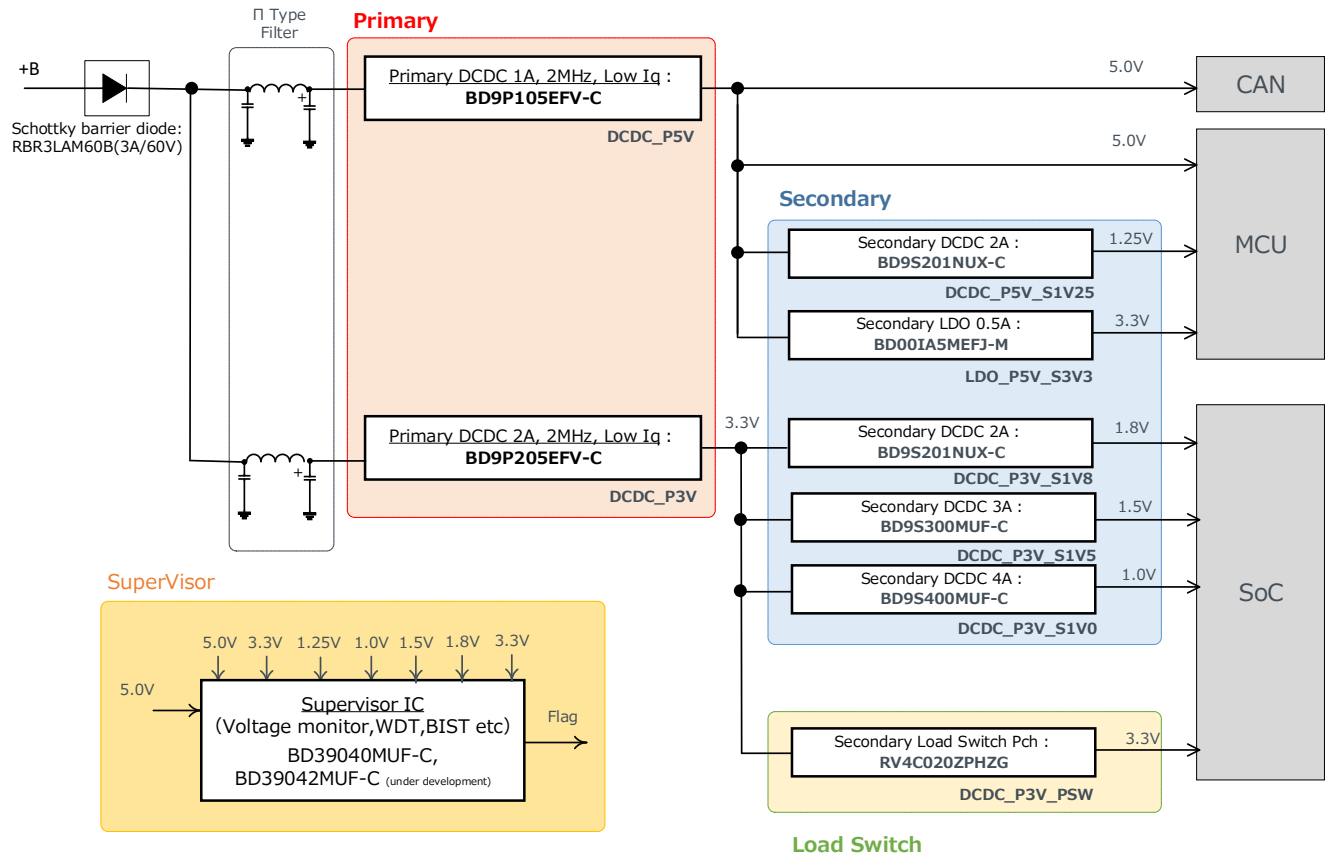 Π Type
Filter
Primary
+B
Schottky barrier diode:
RBR3LAM60B(3A/60V)
+
Primary DCDC 1A, 2MHz, Low Iq :
BD9P105EFV-C
DCDC_P5V
5.0V
CAN
5.0V
MCU
Secondary
Secondary DCDC 2A :
BD9S201NUX-C
1.25V
DCDC_P5V_S1V25
Secondary LDO 0.5A :
BD00IA5MEFJ-M
3.3V
LDO_P5V_S3V3
+
Primary DCDC 2A, 2MHz, Low Iq :
BD9P205EFV-C
DCDC_P3V
3.3V
Secondary DCDC 2A :
BD9S201NUX-C
1.8V
DCDC_P3V_S1V8
Secondary DCDC 3A :
BD9S300MUF-C
1.5V
DCDC_P3V_S1V5
Secondary DCDC 4A :
BD9S400MUF-C
1.0V
DCDC_P3V_S1V0
SoC
SuperVisor
5.0V 3.3V 1.25V 1.0V 1.5V 1.8V 3.3V
5.0V
Supervisor IC
(Voltage monitor,WDT,BIST etc)
BD39040MUF-C,
BD39042MUF-C (under development)
Flag
Secondary Load Switch Pch :
RV4C020ZPHZG
3.3V
DCDC_P3V_PSW
Load Switch